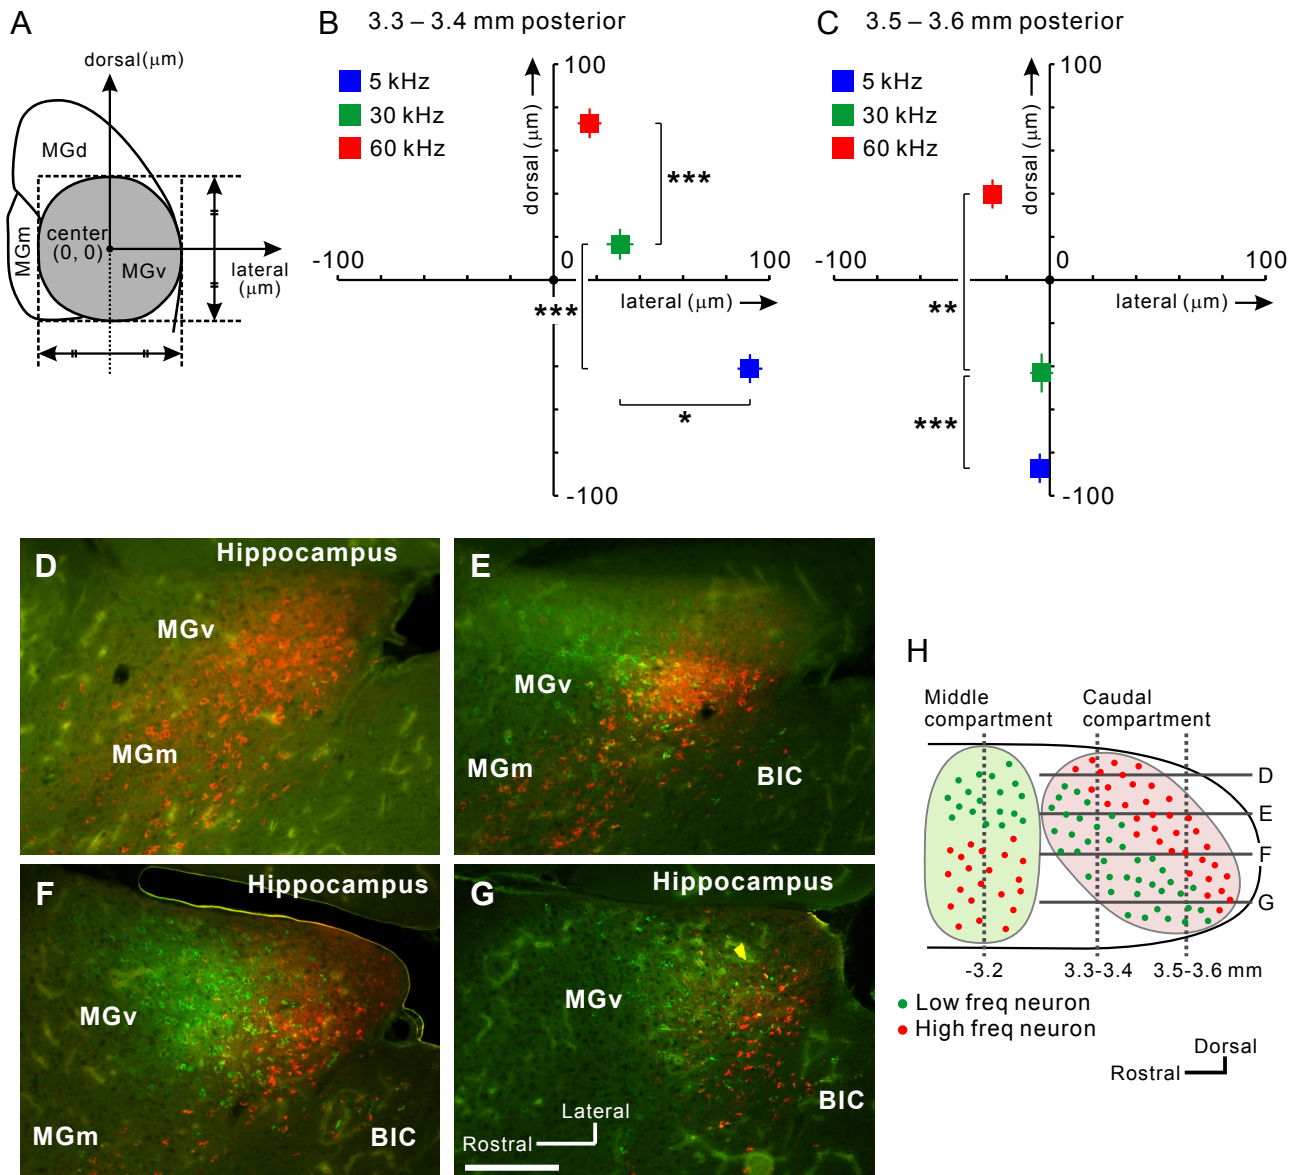 A
dorsal(μm)
MGd
MGm
center
(0, 0)
MGv
lateral
(μm)
B 3.3 – 3.4 mm posterior
5 kHz
30 kHz
60 kHz
100
dorsal (μm)
***
-100
0
100
lateral (μm)
***
*
-100
C 3.5 – 3.6 mm posterior
5 kHz
30 kHz
60 kHz
100
dorsal (μm)
-100
0
100
lateral (μm)
**
***
-100
D
Hippocampus
MGv
MGm
E
MGv
MGm
BIC
F
Hippocampus
MGv
MGm
BIC
G
Hippocampus
MGv
BIC
Lateral
Rostral
H
Middle
compartment
Caudal
compartment
D
E
F
G
-3.2
3.3-3.4
3.5-3.6 mm
Low freq neuron
High freq neuron
Dorsal
Rostral